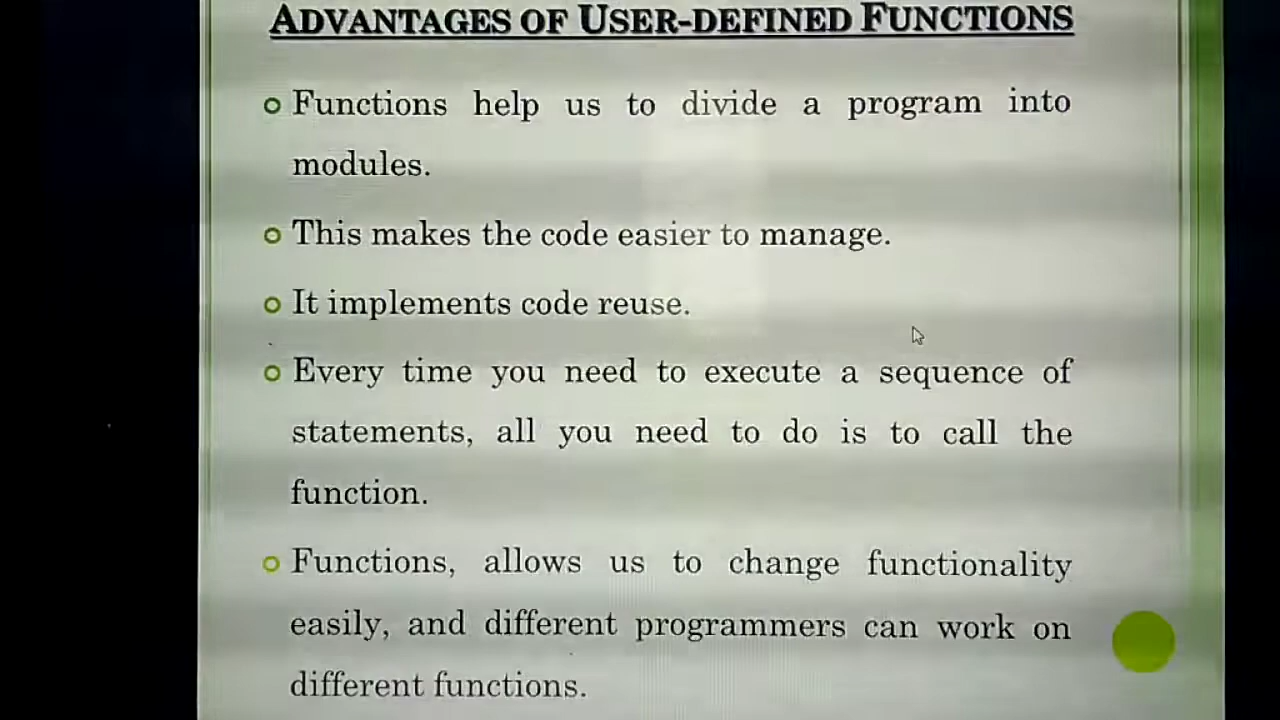 ADVANTAGES OF USER-DEFINED FUNCTIONS
Functions help us to divide a program into
modules.
This makes the code easier to manage.
It implements code reuse.
Every time you need to execute a sequence of
statements, all you need to do is to call the
function.
Functions, allows us to change functionality
easily, and different programmers can work on
different functions.